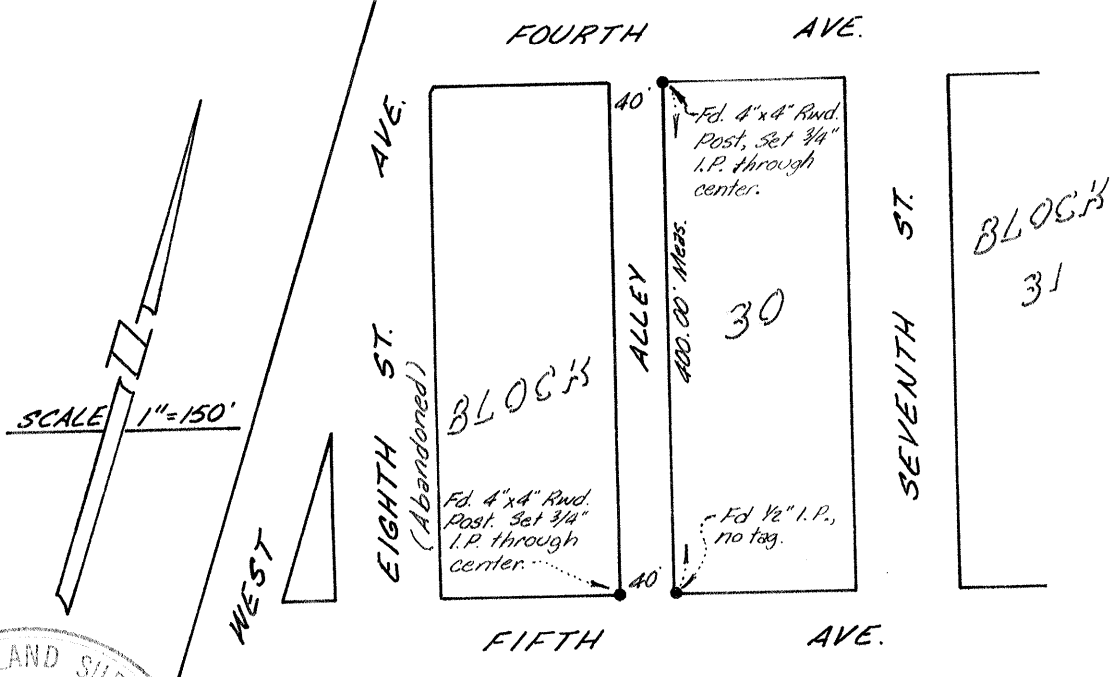 FOURTH AVE.
AVE.
40'
Fd. 4"x4" Rwd.
Post, Set 3/4"
I.P. through
center.
ST.
BLOCK
31
400.00' Meas.
ALLEY
30
SCALE 1"=150'
EIGHTH ST.
(Abandoned)
BLOCK
SEVENTH
Fd. 4"x4" Rwd.
Post. Set 3/4"
I.P. through
center.
Fd 1/2" I.P.,
no tag.
40'
WEST
FIFTH AVE.
LAND